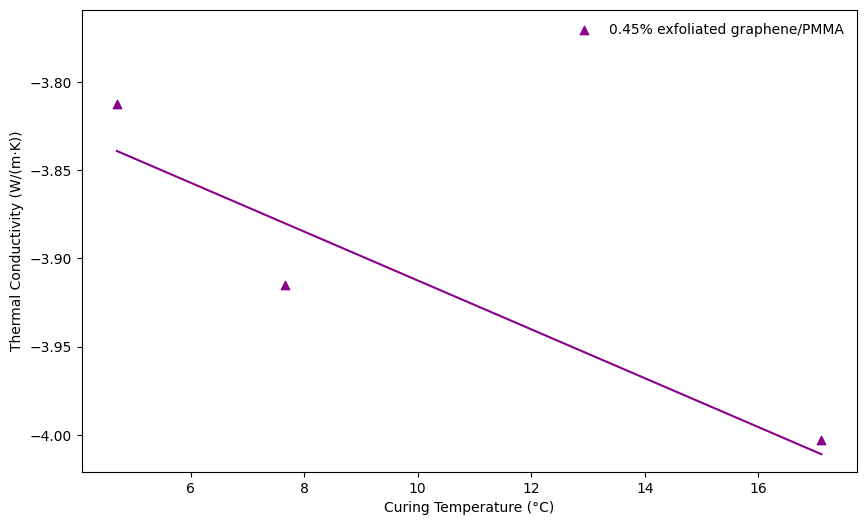 0.45% exfoliated graphene/PMMA
Thermal Conductivity (W/(m·K))
−3.80
−3.85
−3.90
−3.95
−4.00
6 8 10 12 14 16
Curing Temperature (°C)